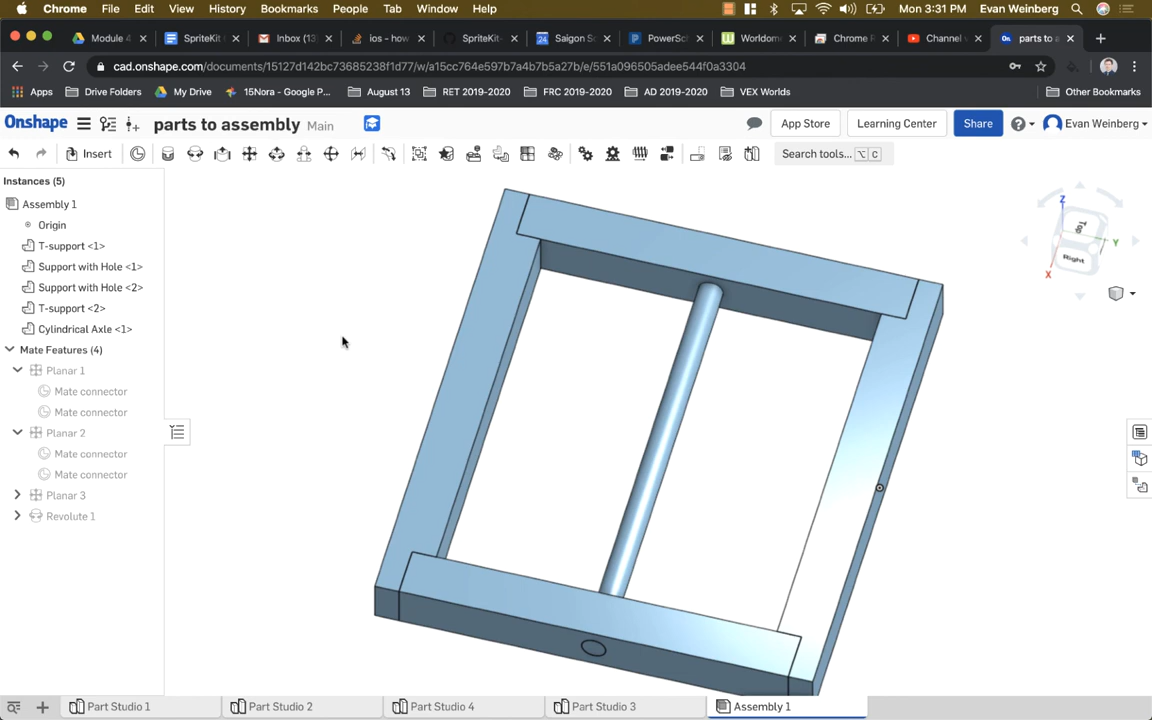 Chrome File Edit View History Bookmarks People Tab Window Help Mon 3:31 PM Evan Weinberg
Module 4 SpriteKit Inbox (13 ios - how SpriteKit- Saigon S PowerSc Worldom Chrome F Channel parts to a
cad.onshape.com/documents/15127d142bc73685238f1d77/w/a15cc764e597b7a4b7b5a27b/e/551a096505adee544f0a3304
Apps Drive Folders My Drive 15Nora - Google P... August 13 RET 2019-2020 FRC 2019-2020 AD 2019-2020 VEX Worlds Other Bookmarks
Onshape parts to assembly Main App Store Learning Center Share Evan Weinberg
Insert Search tools... ⌥ C
Instances (5)
Assembly 1
Origin
T-support <1>
Support with Hole <1>
Support with Hole <2>
T-support <2>
Cylindrical Axle <1>
Mate Features (4)
Planar 1
Mate connector
Mate connector
Planar 2
Mate connector
Mate connector
Planar 3
Revolute 1
Z
Top
Y
Right
X
Part Studio 1 Part Studio 2 Part Studio 4 Part Studio 3 Assembly 1